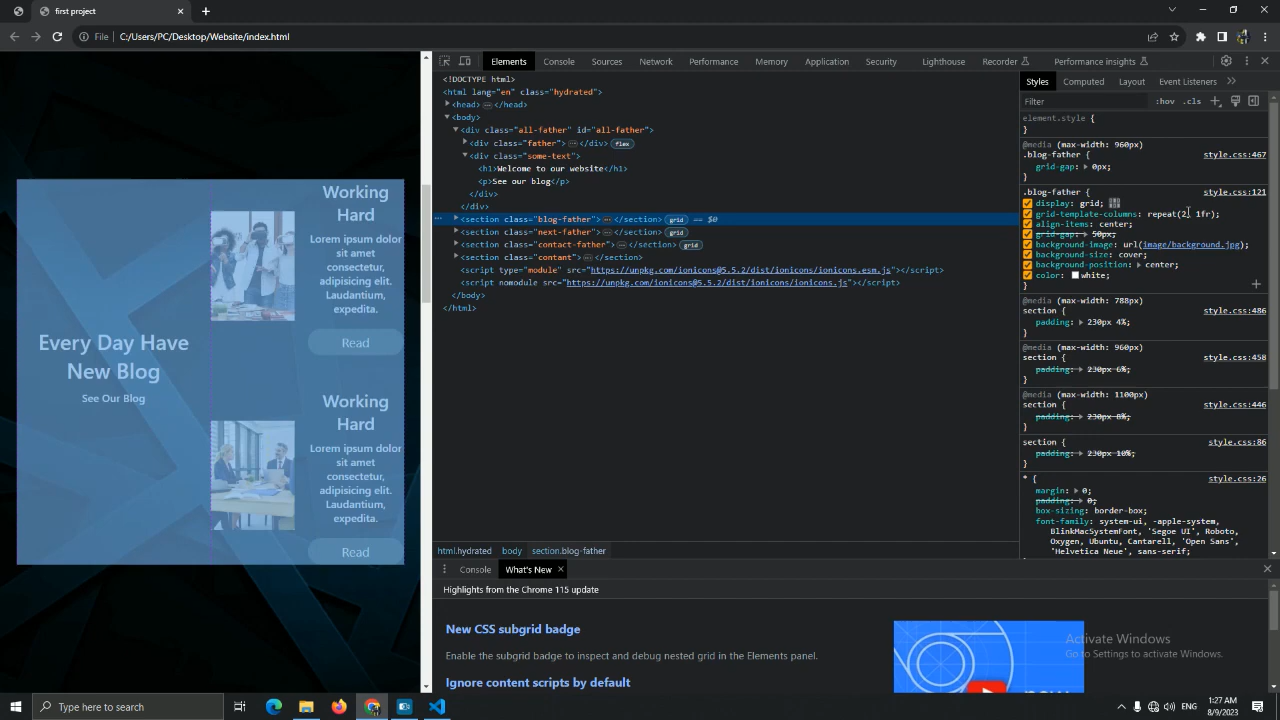 first project
File
C:/Users/PC/Desktop/Website/index.html
Elements Console Sources Network Performance Memory Application Security Lighthouse Recorder Performance insights
<!DOCTYPE html>
<html lang="en" class="hydrated">
<head> … </head>
<body>
<div class="all-father" id="all-father">
<div class="father"> … </div> flex
<div class="some-text">
<h1>Welcome to our website</h1>
<p>See our blog</p>
</div>
</div>
… <section class="blog-father"> … </section> grid == $0
<section class="next-father"> … </section> grid
<section class="contact-father"> … </section> grid
<section class="contant"> … </section>
<script type="module" src="https://unpkg.com/ionicons@5.5.2/dist/ionicons/ionicons.esm.js"></script>
<script nomodule src="https://unpkg.com/ionicons@5.5.2/dist/ionicons/ionicons.js"></script>
</body>
</html>
html.hydrated body section.blog-father
Styles Computed Layout Event Listeners
Filter :hov .cls
element.style {
}
@media (max-width: 960px)
.blog-father { style.css:467
grid-gap: 0px;
}
.blog-father { style.css:121
display: grid;
grid-template-columns: repeat(2, 1fr);
align-items: center;
grid-gap: 50px;
background-image: url(image/background.jpg);
background-size: cover;
background-position: center;
color: white;
}
@media (max-width: 788px)
section { style.css:486
padding: 230px 4%;
}
@media (max-width: 960px)
section { style.css:458
padding: 230px 6%;
}
@media (max-width: 1100px)
section { style.css:446
padding: 230px 8%;
}
section { style.css:86
padding: 230px 10%;
}
* { style.css:26
margin: 0;
padding: 0;
box-sizing: border-box;
font-family: system-ui, -apple-system,
BlinkMacSystemFont, 'Segoe UI', Roboto,
Oxygen, Ubuntu, Cantarell, 'Open Sans',
'Helvetica Neue', sans-serif;
Every Day Have
New Blog
See Our Blog
Working
Hard
Lorem ipsum dolor
sit amet
consectetur,
adipisicing elit.
Laudantium,
expedita.
Read
Working
Hard
Lorem ipsum dolor
sit amet
consectetur,
adipisicing elit.
Laudantium,
expedita.
Read
Console What's New
Highlights from the Chrome 115 update
New CSS subgrid badge
Enable the subgrid badge to inspect and debug nested grid in the Elements panel.
Ignore content scripts by default
Activate Windows
Go to Settings to activate Windows.
Type here to search
ENG
1:27 AM
8/9/2023